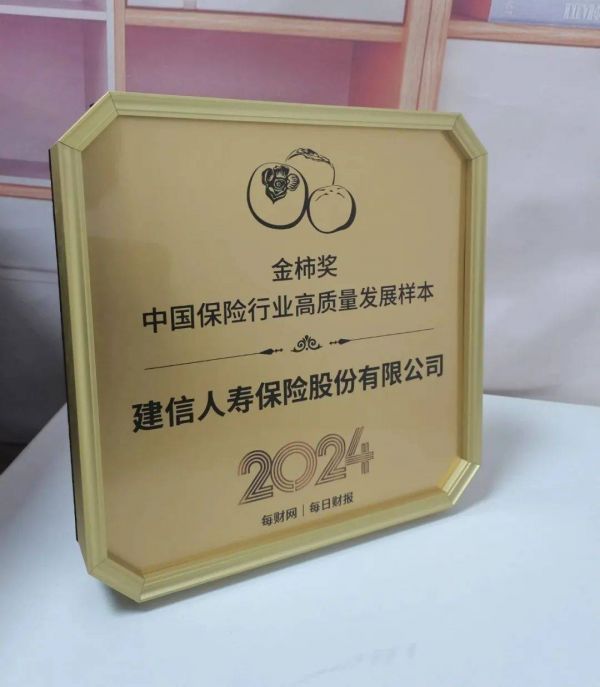 金柿奖
中国保险行业高质量发展样本
建信人寿保险股份有限公司
2024
每财网｜每日财报